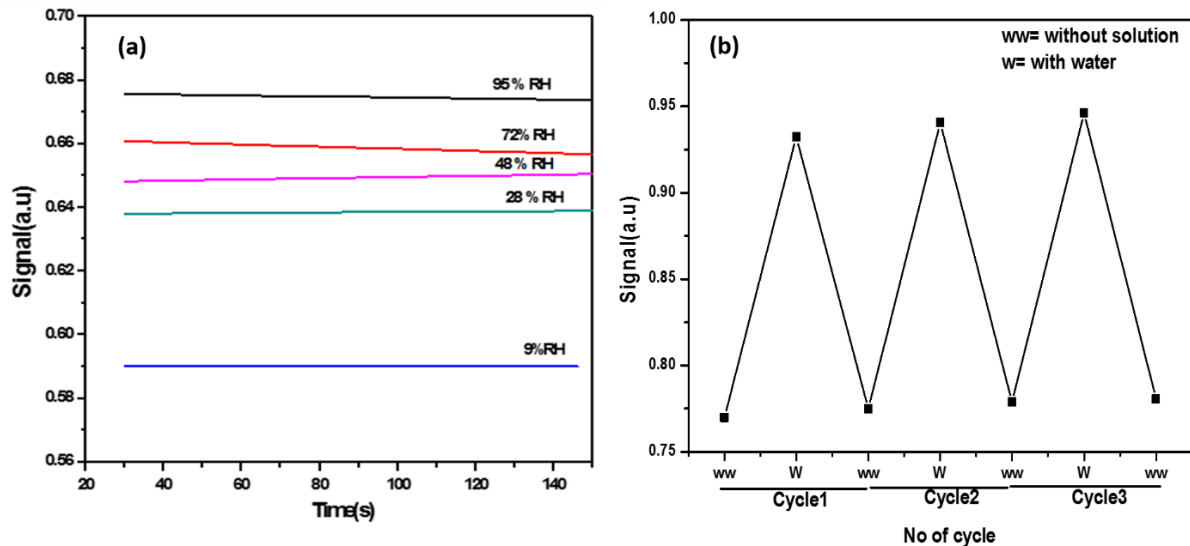 (a)
0.70
0.68
0.66
0.64
0.62
0.60
0.58
0.56
Signal(a.u)
95% RH
72% RH
48% RH
28 % RH
9%RH
20 40 60 80 100 120 140
Time(s)
(b)
ww= without solution
w= with water
1.00
0.95
0.90
0.85
0.80
0.75
Signal(a.u)
ww W ww W ww W ww
Cycle1 Cycle2 Cycle3
No of cycle